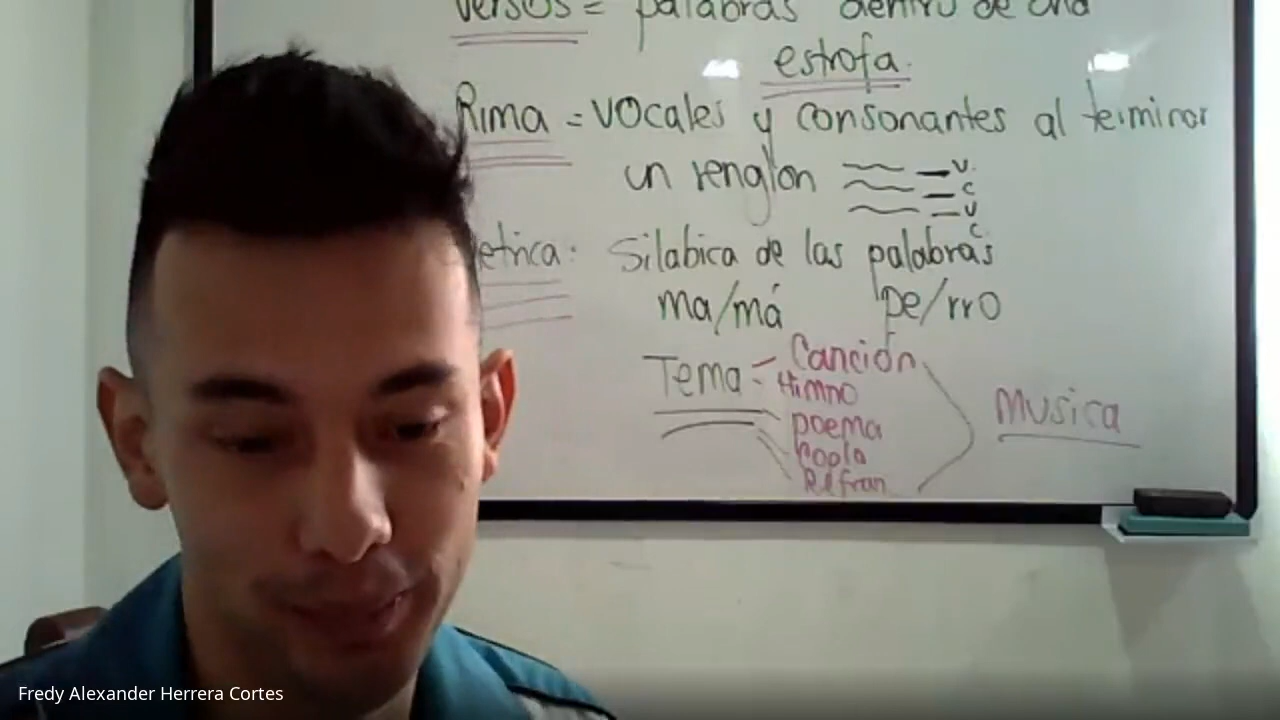 versos = palabras dentro de una
estrofa.
Rima = vocales y consonantes al terminar
un renglon
v.
c
v
c
etrica: Silabica de las palabras
ma/má pe/rro
Tema
Canción
Himno
poema
Refran
Musica
Fredy Alexander Herrera Cortes